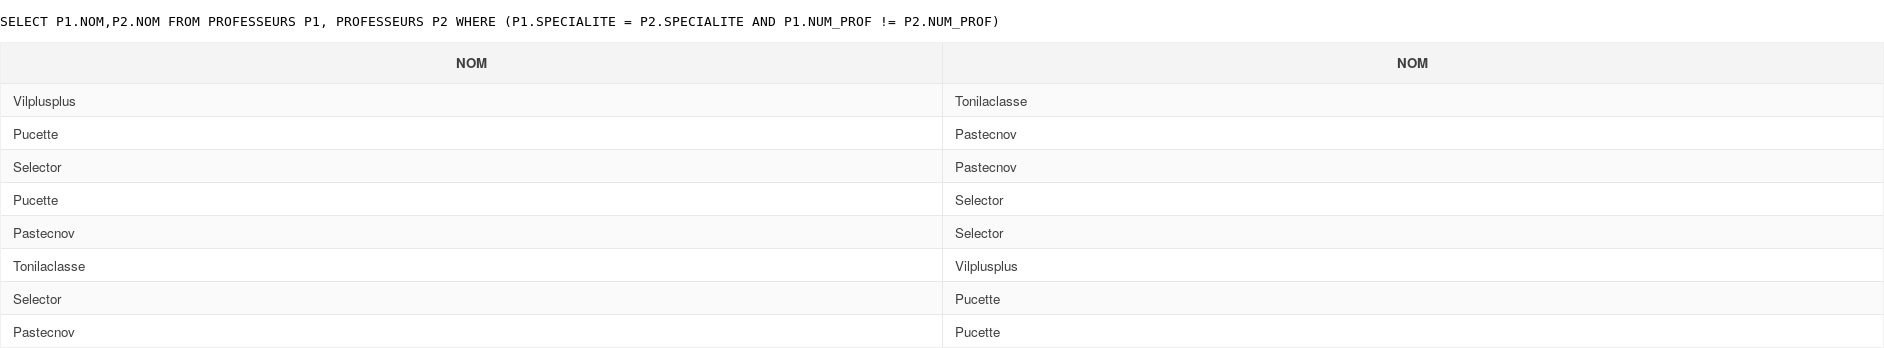 SELECT P1.NOM,P2.NOM FROM PROFESSEURS P1, PROFESSEURS P2 WHERE (P1.SPECIALITE = P2.SPECIALITE AND P1.NUM_PROF != P2.NUM_PROF)
NOM NOM
Vilplusplus Tonilaclasse
Pucette Pastecnov
Selector Pastecnov
Pucette Selector
Pastecnov Selector
Tonilaclasse Vilplusplus
Selector Pucette
Pastecnov Pucette